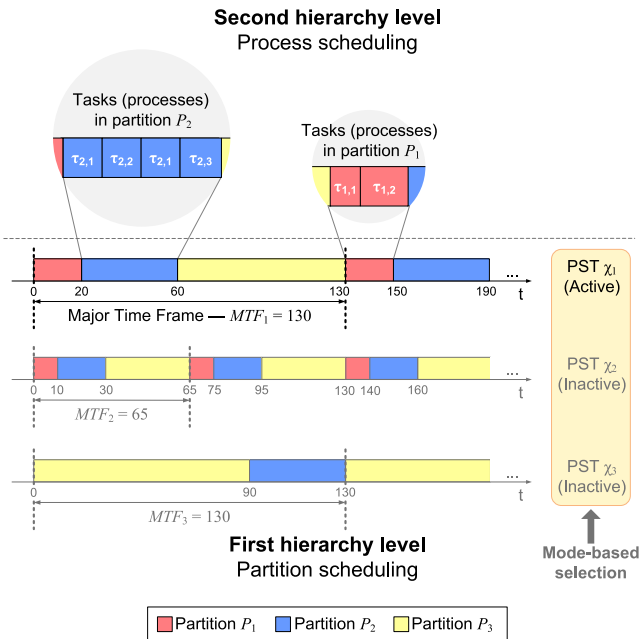 Second hierarchy level
Process scheduling
Tasks (processes)
in partition P2
τ2,1 τ2,2 τ2,1 τ2,3
Tasks (processes)
in partition P1
τ1,1 τ1,2
...
0 20 60 130 150 190 t
Major Time Frame — MTF1 = 130
PST χ1
(Active)
...
0 10 30 65 75 95 130 140 160 t
MTF2 = 65
PST χ2
(Inactive)
...
0 90 130 t
MTF3 = 130
PST χ3
(Inactive)
First hierarchy level
Partition scheduling
Mode-based
selection
Partition P1 Partition P2 Partition P3